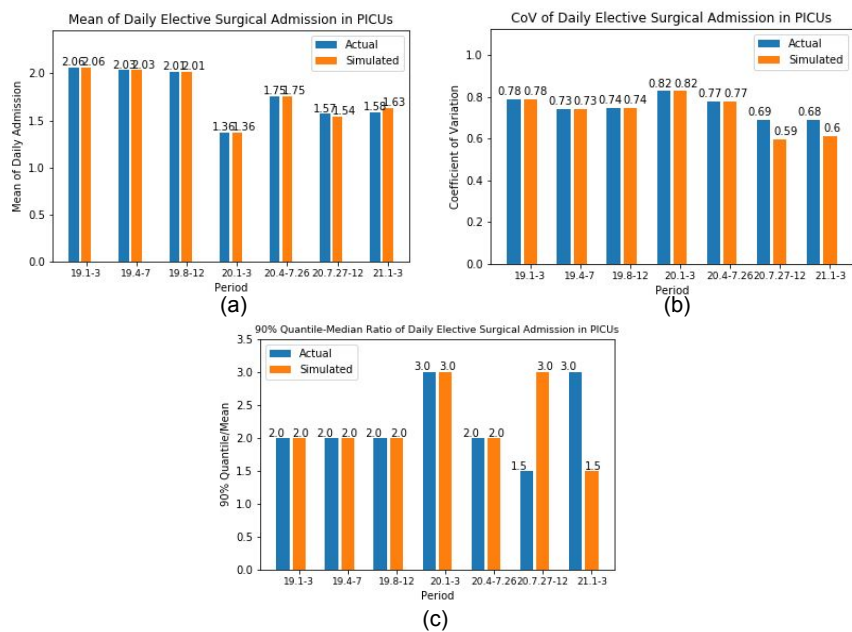 Mean of Daily Elective Surgical Admission in PICUs
Mean of Daily Admission
2.0
1.5
1.0
0.5
0.0
Actual
Simulated
2.06 2.06
2.03 2.03
2.01 2.01
1.36 1.36
1.75 1.75
1.57 1.54
1.58 1.63
19.1-3 19.4-7 19.8-12 20.1-3 20.4-7.26 20.7.27-12 21.1-3
Period
(a)
CoV of Daily Elective Surgical Admission in PICUs
Coefficient of Variation
1.0
0.8
0.6
0.4
0.2
0.0
Actual
Simulated
0.78 0.78
0.73 0.73
0.74 0.74
0.82 0.82
0.77 0.77
0.69 0.59
0.68 0.6
19.1-3 19.4-7 19.8-12 20.1-3 20.4-7.26 20.7.27-12 21.1-3
Period
(b)
90% Quantile-Median Ratio of Daily Elective Surgical Admission in PICUs
90% Quantile/Mean
3.5
3.0
2.5
2.0
1.5
1.0
0.5
0.0
Actual
Simulated
2.0 2.0
2.0 2.0
2.0 2.0
3.0 3.0
2.0 2.0
1.5 3.0
3.0 1.5
19.1-3 19.4-7 19.8-12 20.1-3 20.4-7.26 20.7.27-12 21.1-3
Period
(c)